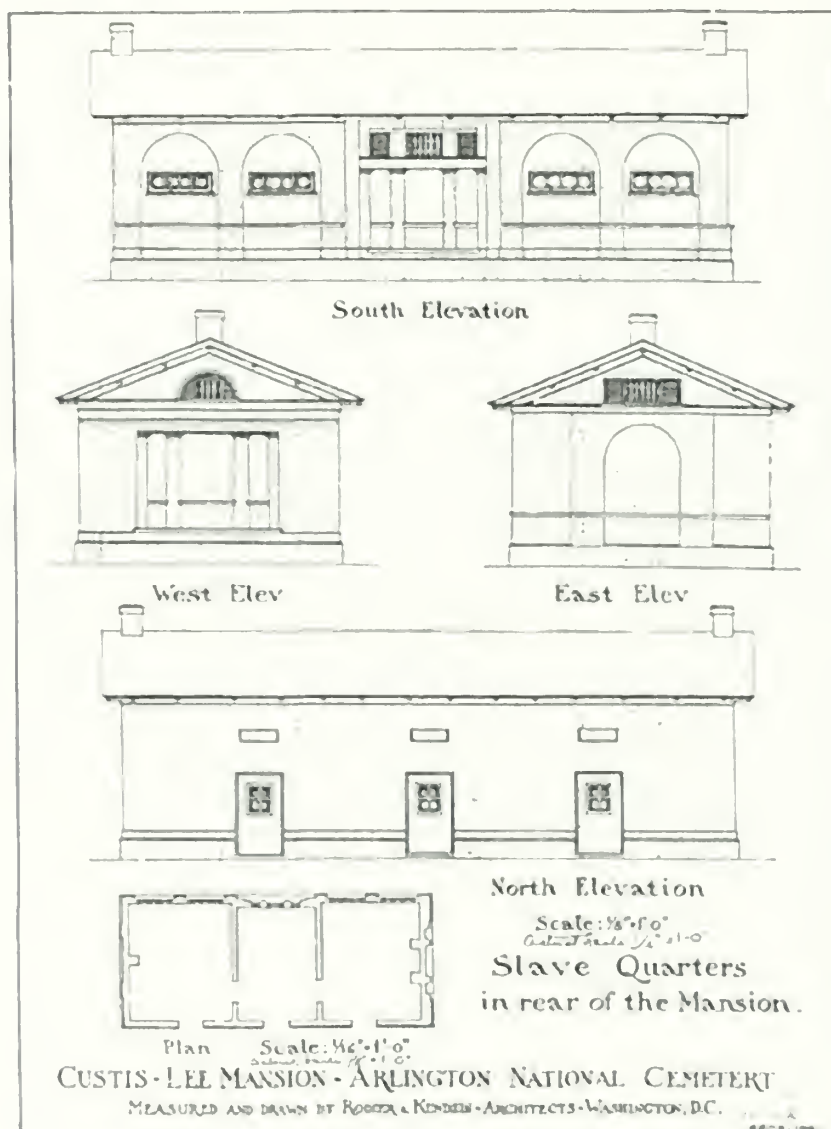 South Elevation
West Elev
East Elev
North Elevation
Scale: ⅛"=1'0"
Slave Quarters
in rear of the Mansion.
Plan Scale: 1/16"=1'-0"
CUSTIS-LEE MANSION-ARLINGTON NATIONAL CEMETERY
MEASURED AND DRAWN BY & -ARCHITECTS-WASHINGTON, D.C.